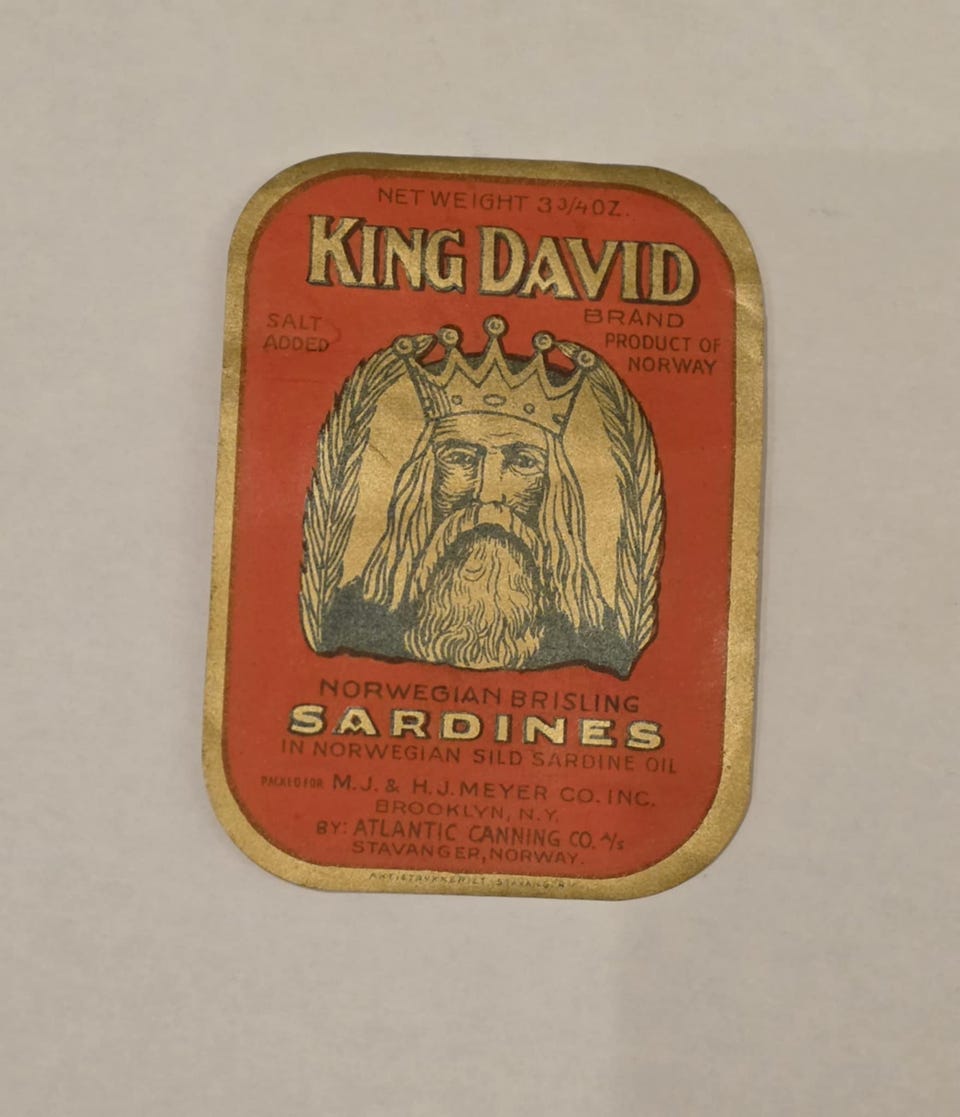 NET WEIGHT 3 3/4 OZ.
KING DAVID
BRAND
SALT
ADDED
PRODUCT OF
NORWAY
NORWEGIAN BRISLING
SARDINES
IN NORWEGIAN SILD SARDINE OIL
PACKED FOR M.J. & H.J. MEYER CO. INC.
BROOKLYN, N.Y.
BY: ATLANTIC CANNING CO. A/S
STAVANGER, NORWAY.
STAVANGER